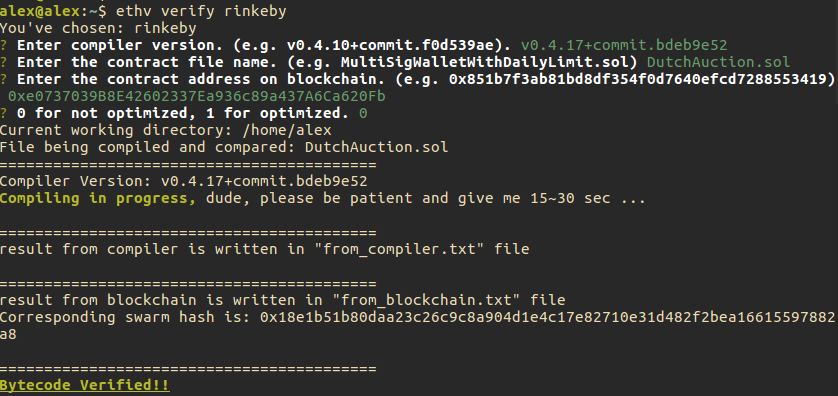 alex@alex:~$ ethv verify rinkeby
You've chosen: rinkeby
? Enter compiler version. (e.g. v0.4.10+commit.f0d539ae). v0.4.17+commit.bdeb9e52
? Enter the contract file name. (e.g. MultiSigWalletWithDailyLimit.sol) DutchAuction.sol
? Enter the contract address on blockchain. (e.g. 0x851b7f3ab81bd8df354f0d7640efcd7288553419)
0xe0737039B8E42602337Ea936c89a437A6Ca620Fb
? 0 for not optimized, 1 for optimized. 0
Current working directory: /home/alex
File being compiled and compared: DutchAuction.sol
==========================================
Compiler Version: v0.4.17+commit.bdeb9e52
Compiling in progress, dude, please be patient and give me 15~30 sec ...
==========================================
result from compiler is written in "from_compiler.txt" file
==========================================
result from blockchain is written in "from_blockchain.txt" file
Corresponding swarm hash is: 0x18e1b51b80daa23c26c9c8a904d1e4c17e82710e31d482f2bea16615597882
a8
==========================================
Bytecode Verified!!